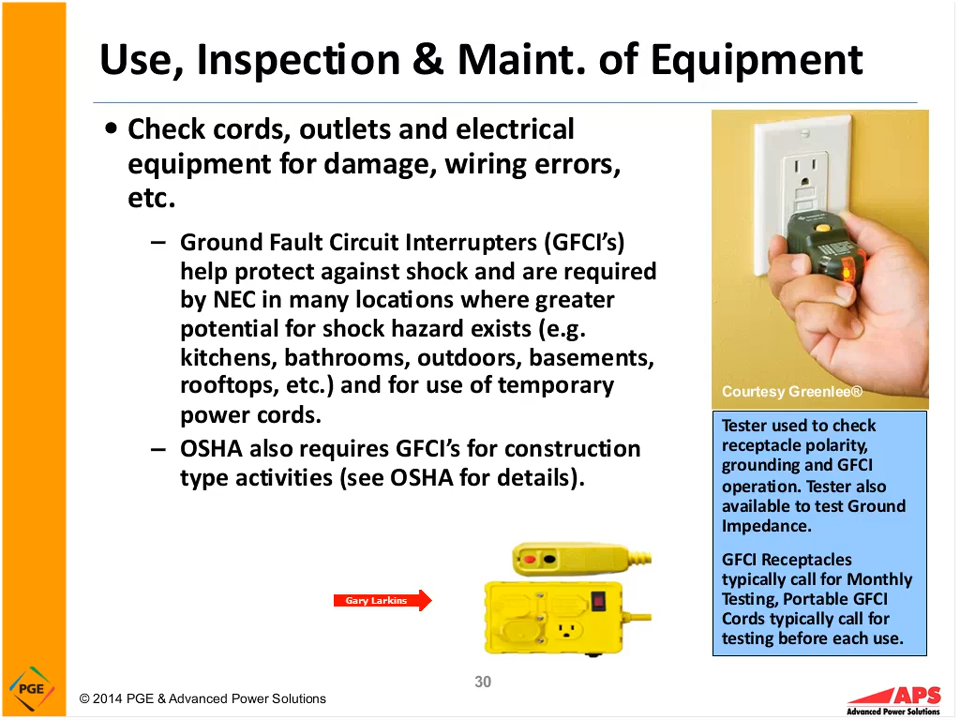 Use, Inspection & Maint. of Equipment
• Check cords, outlets and electrical
equipment for damage, wiring errors,
etc.
– Ground Fault Circuit Interrupters (GFCI’s)
help protect against shock and are required
by NEC in many locations where greater
potential for shock hazard exists (e.g.
kitchens, bathrooms, outdoors, basements,
rooftops, etc.) and for use of temporary
power cords.
– OSHA also requires GFCI’s for construction
type activities (see OSHA for details).
Courtesy Greenlee®
Tester used to check
receptacle polarity,
grounding and GFCI
operation. Tester also
available to test Ground
Impedance.
GFCI Receptacles
typically call for Monthly
Testing, Portable GFCI
Cords typically call for
testing before each use.
Gary Larkins
PGE
© 2014 PGE & Advanced Power Solutions
30
APS
Advanced Power Solutions